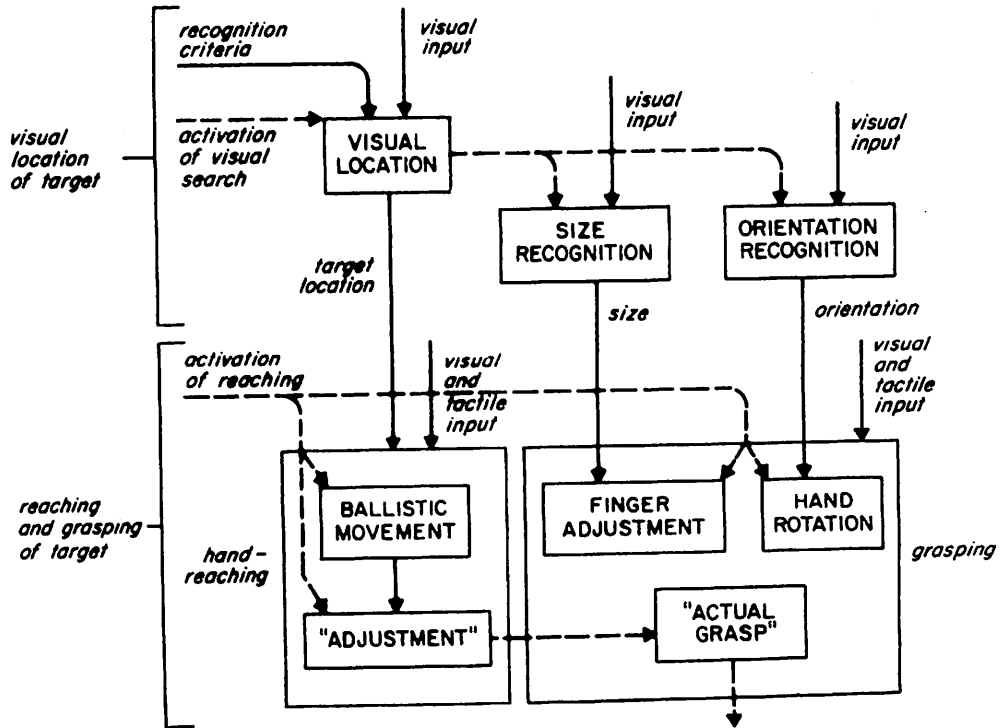 recognition
criteria
visual
input
activation
of visual
search
VISUAL
LOCATION
visual
input
visual
input
visual
location
of target
SIZE
RECOGNITION
ORIENTATION
RECOGNITION
target
location
size
orientation
activation
of reaching
visual
and
tactile
input
visual
and
tactile
input
reaching
and grasping
of target
hand-
reaching
BALLISTIC
MOVEMENT
"ADJUSTMENT"
FINGER
ADJUSTMENT
HAND
ROTATION
grasping
"ACTUAL
GRASP"